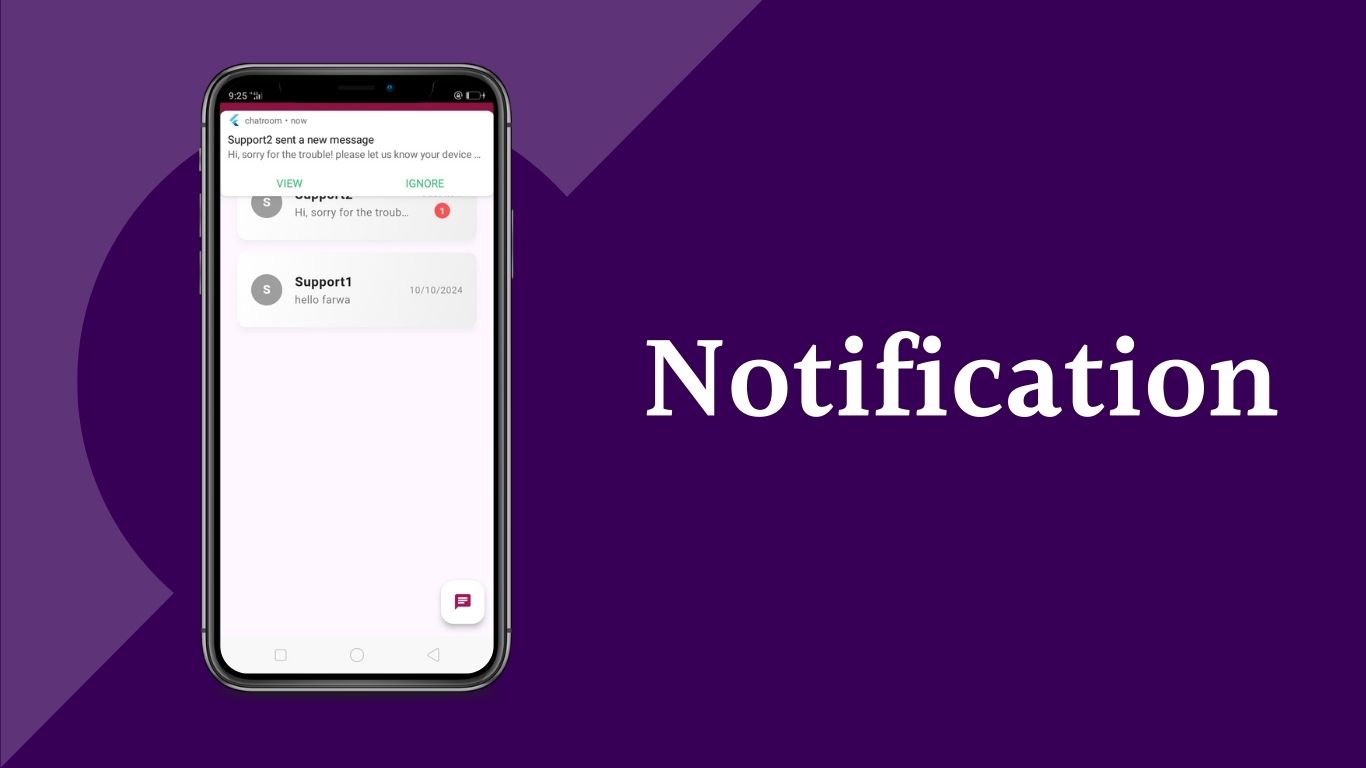 9:25
chatroom • now
Support2 sent a new message
Hi, sorry for the trouble! please let us know your device ...
VIEW IGNORE
S Support2
Hi, sorry for the troub... 1
S Support1 10/10/2024
hello farwa
Notification